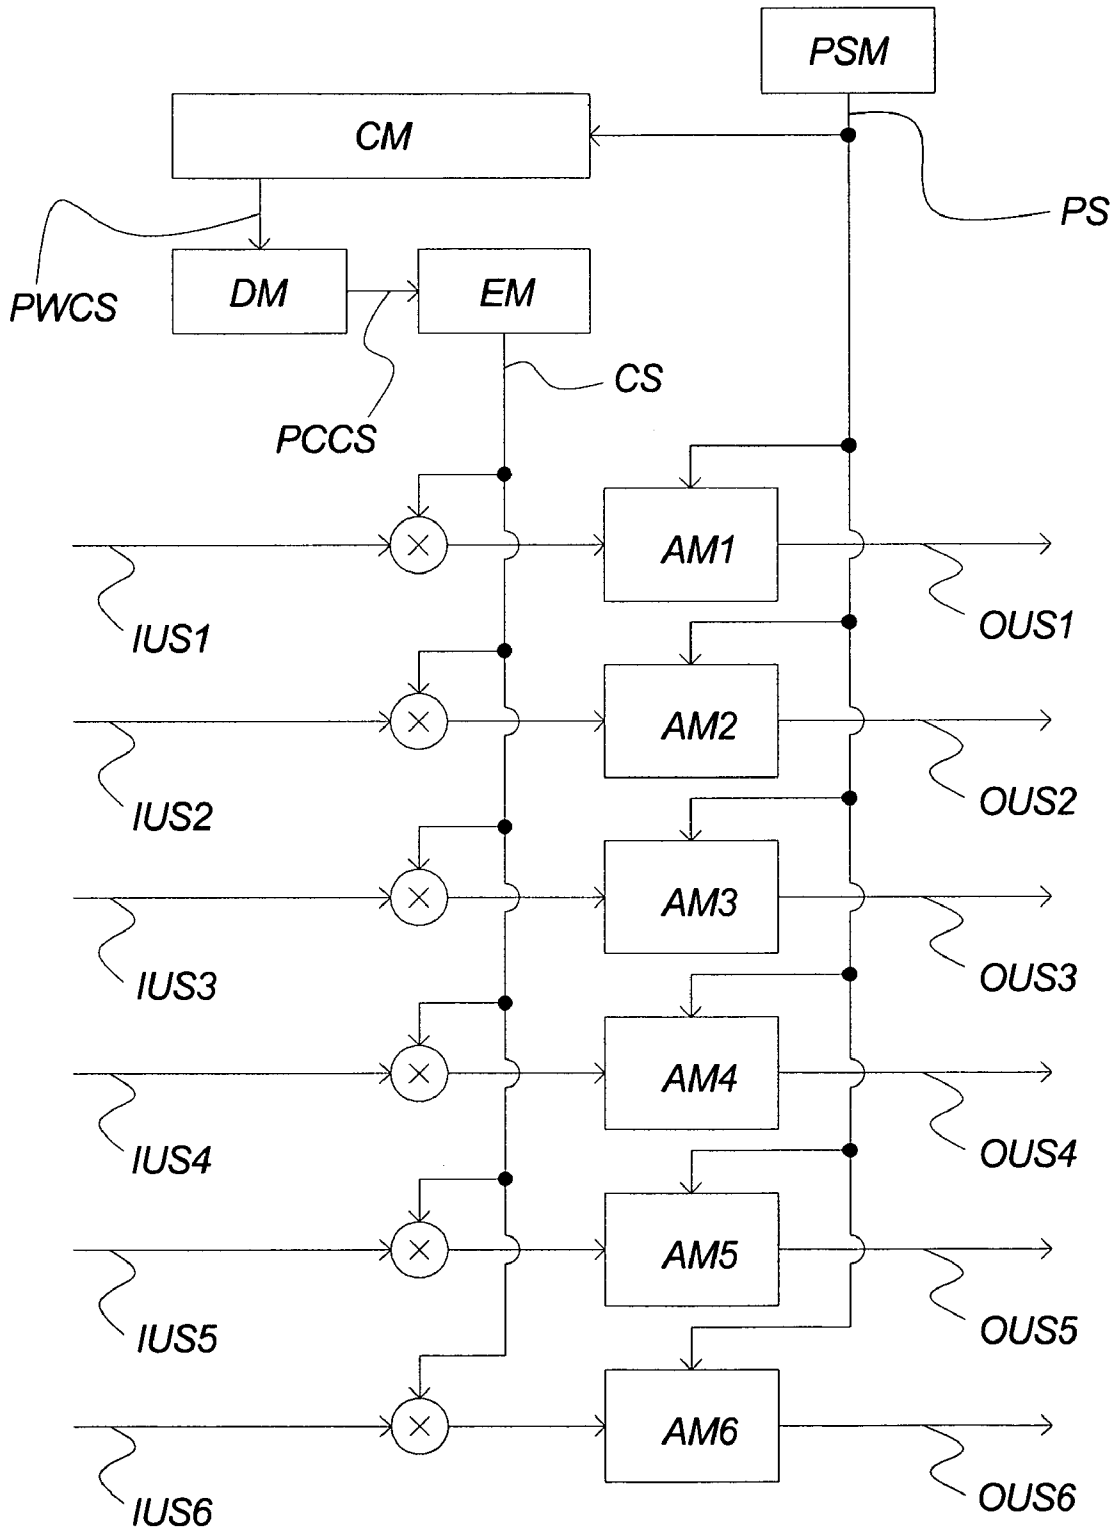 PSM
CM
PS
DM
EM
PWCS
CS
PCCS
AM1
IUS1
OUS1
AM2
IUS2
OUS2
AM3
IUS3
OUS3
AM4
IUS4
OUS4
AM5
IUS5
OUS5
AM6
IUS6
OUS6